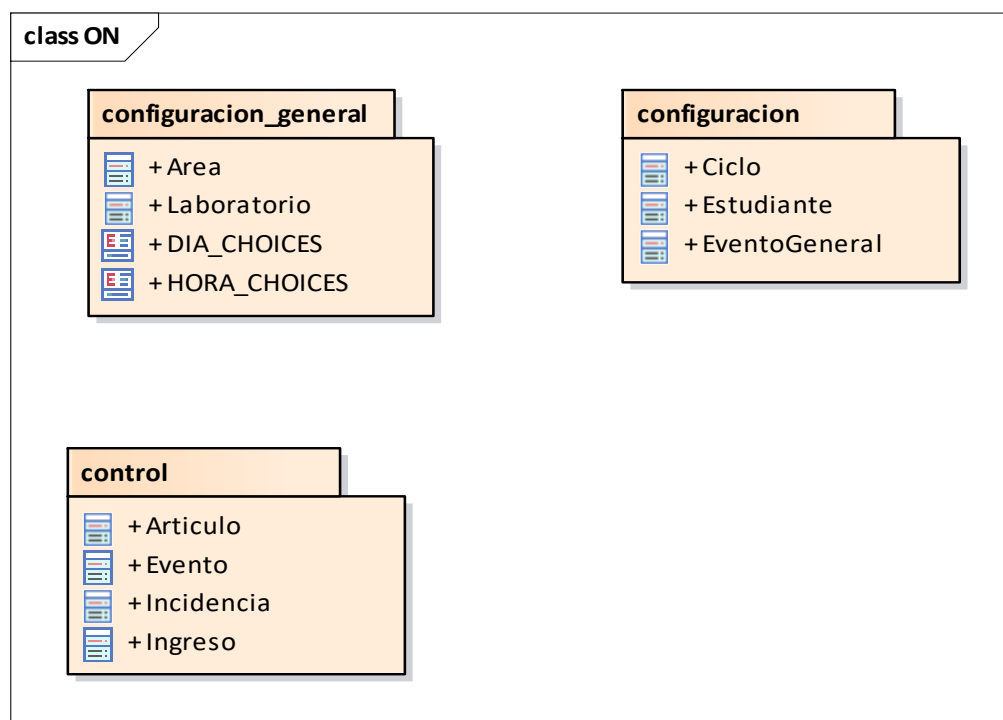 class ON
configuracion_general
+ Area
+ Laboratorio
+ DIA_CHOICES
+ HORA_CHOICES
configuracion
+ Ciclo
+ Estudiante
+ EventoGeneral
control
+ Articulo
+ Evento
+ Incidencia
+ Ingreso